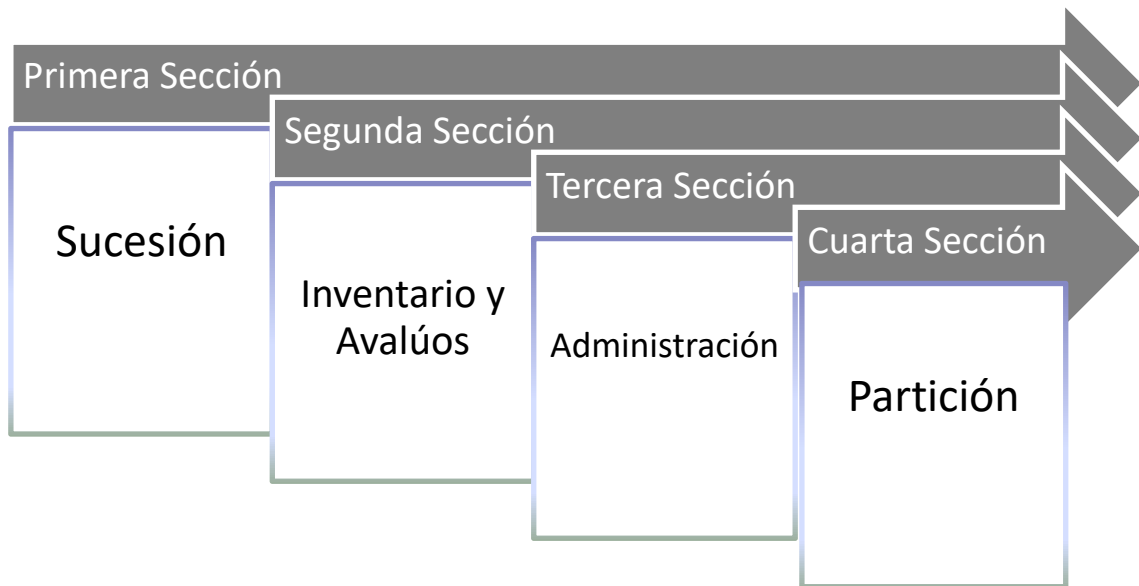 Primera Sección
Sucesión
Segunda Sección
Inventario y
Avalúos
Tercera Sección
Administración
Cuarta Sección
Partición